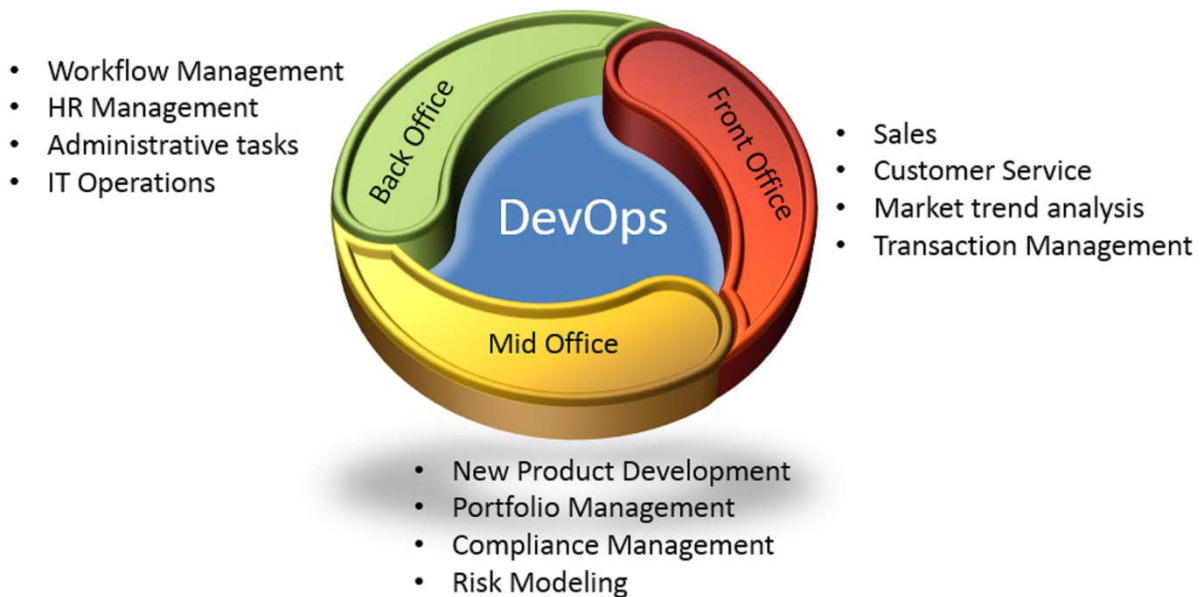 • Workflow Management
• HR Management
• Administrative tasks
• IT Operations
Back Office
Front Office
• Sales
• Customer Service
• Market trend analysis
• Transaction Management
DevOps
Mid Office
• New Product Development
• Portfolio Management
• Compliance Management
• Risk Modeling